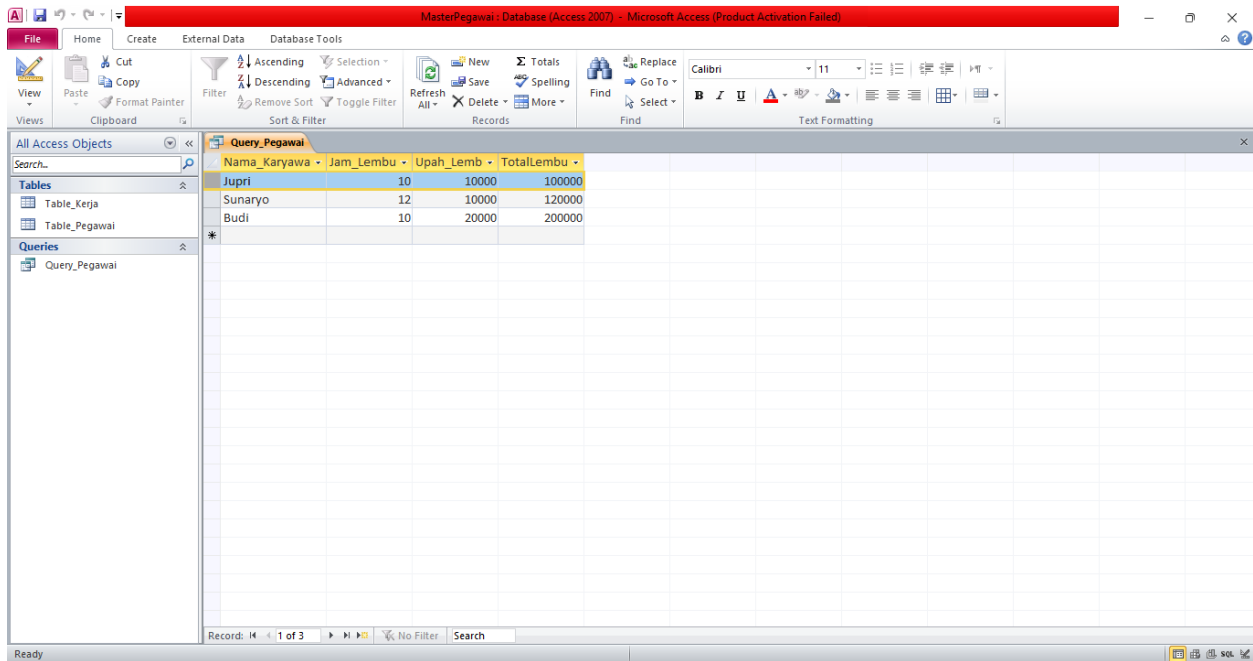 MasterPegawai : Database (Access 2007) - Microsoft Access (Product Activation Failed)
File Home Create External Data Database Tools
View
Views
Paste
Cut
Copy
Format Painter
Clipboard
Filter
Ascending
Descending
Remove Sort
Selection
Advanced
Toggle Filter
Sort & Filter
Refresh
All
New
Save
Delete
Totals
Spelling
More
Records
Find
Replace
Go To
Select
Find
Calibri 11
B I U A
Text Formatting
All Access Objects
Search...
Tables
Table_Kerja
Table_Pegawai
Queries
Query_Pegawai
Query_Pegawai
Nama_Karyawa Jam_Lembu Upah_Lemb TotalLembu
Jupri 10 10000 100000
Sunaryo 12 10000 120000
Budi 10 20000 200000
Record: 1 of 3 No Filter Search
Ready SQL